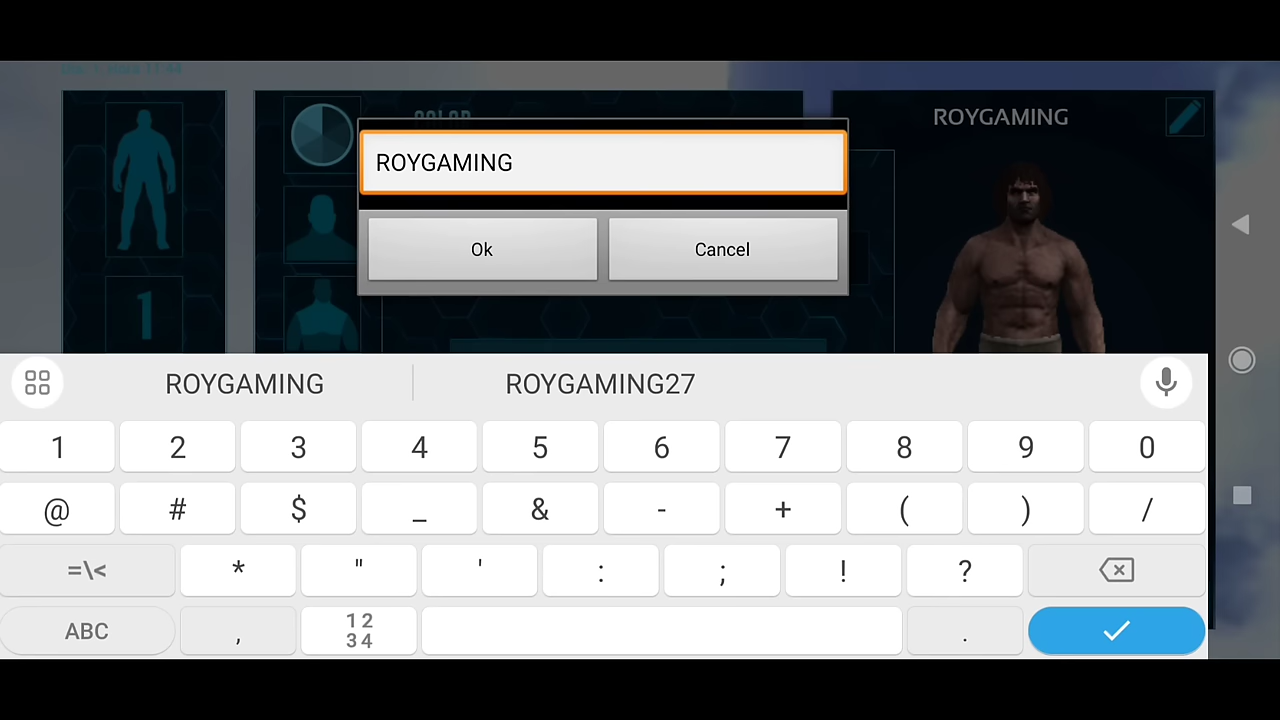 ROYGAMING
ROYGAMING
Ok
Cancel
1
ROYGAMING
ROYGAMING27
1 2 3 4 5 6 7 8 9 0
@ # $ _ & - + ( ) /
=\< * " ' : ; ! ?
ABC , 1 2 3 4 .